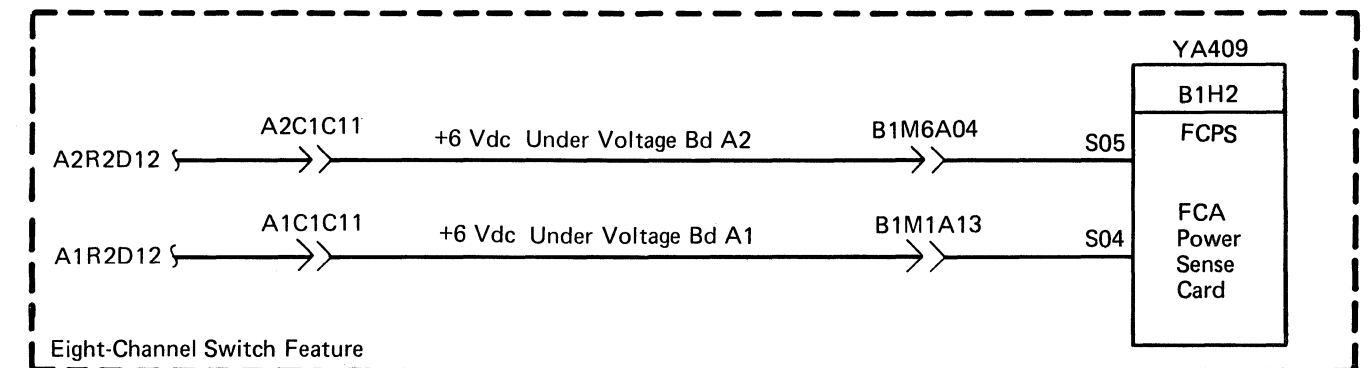 YA409
B1H2
FCPS
FCA
Power
Sense
Card
A2R2D12
A2C1C11
+6 Vdc Under Voltage Bd A2
B1M6A04
S05
A1R2D12
A1C1C11
+6 Vdc Under Voltage Bd A1
B1M1A13
S04
Eight-Channel Switch Feature